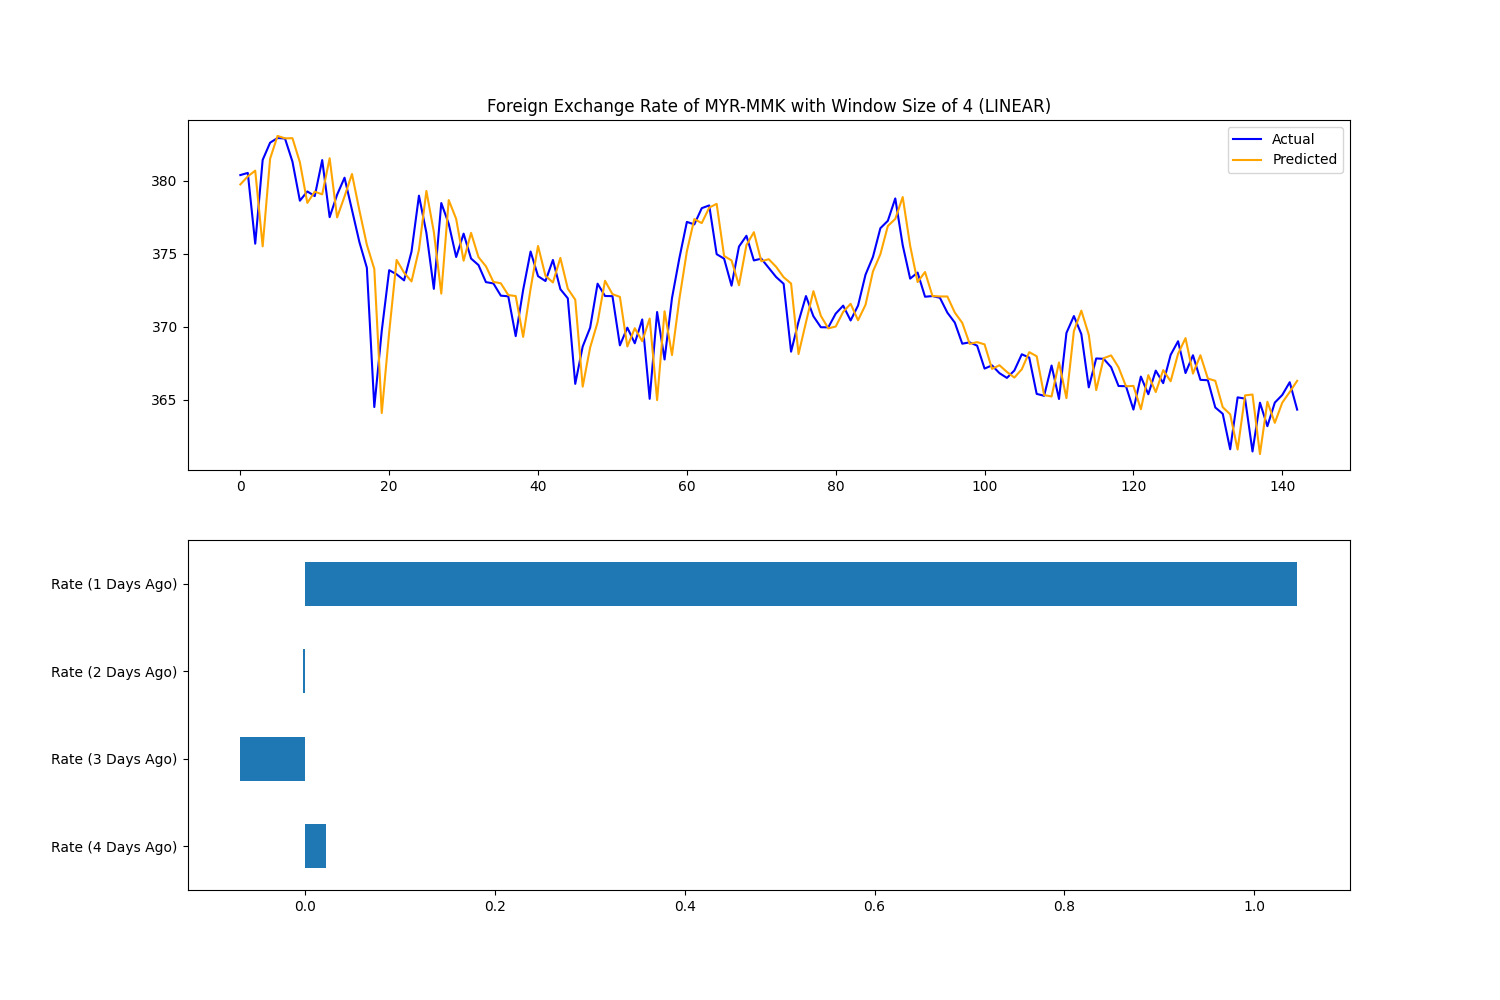 Foreign Exchange Rate of MYR-MMK with Window Size of 4 (LINEAR)
Actual
Predicted
380
375
370
365
0 20 40 60 80 100 120 140
Rate (1 Days Ago)
Rate (2 Days Ago)
Rate (3 Days Ago)
Rate (4 Days Ago)
0.0 0.2 0.4 0.6 0.8 1.0